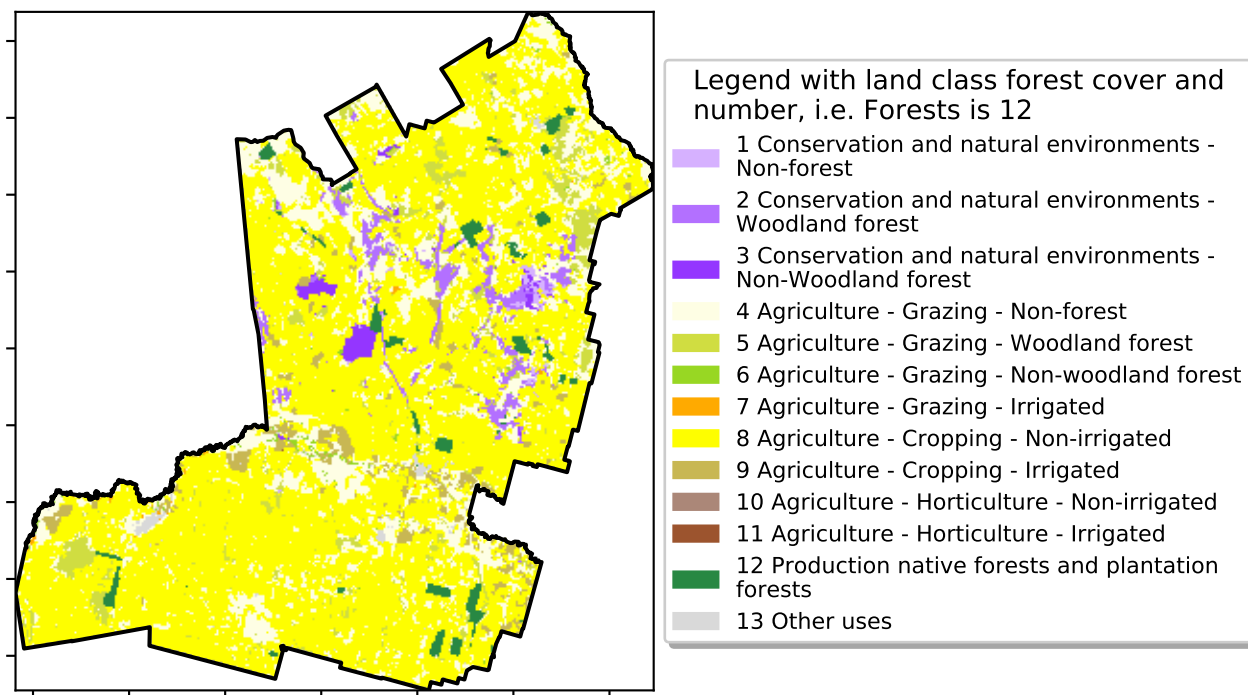 Legend with land class forest cover and
number, i.e. Forests is 12
1 Conservation and natural environments -
Non-forest
2 Conservation and natural environments -
Woodland forest
3 Conservation and natural environments -
Non-Woodland forest
4 Agriculture - Grazing - Non-forest
5 Agriculture - Grazing - Woodland forest
6 Agriculture - Grazing - Non-woodland forest
7 Agriculture - Grazing - Irrigated
8 Agriculture - Cropping - Non-irrigated
9 Agriculture - Cropping - Irrigated
10 Agriculture - Horticulture - Non-irrigated
11 Agriculture - Horticulture - Irrigated
12 Production native forests and plantation
forests
13 Other uses